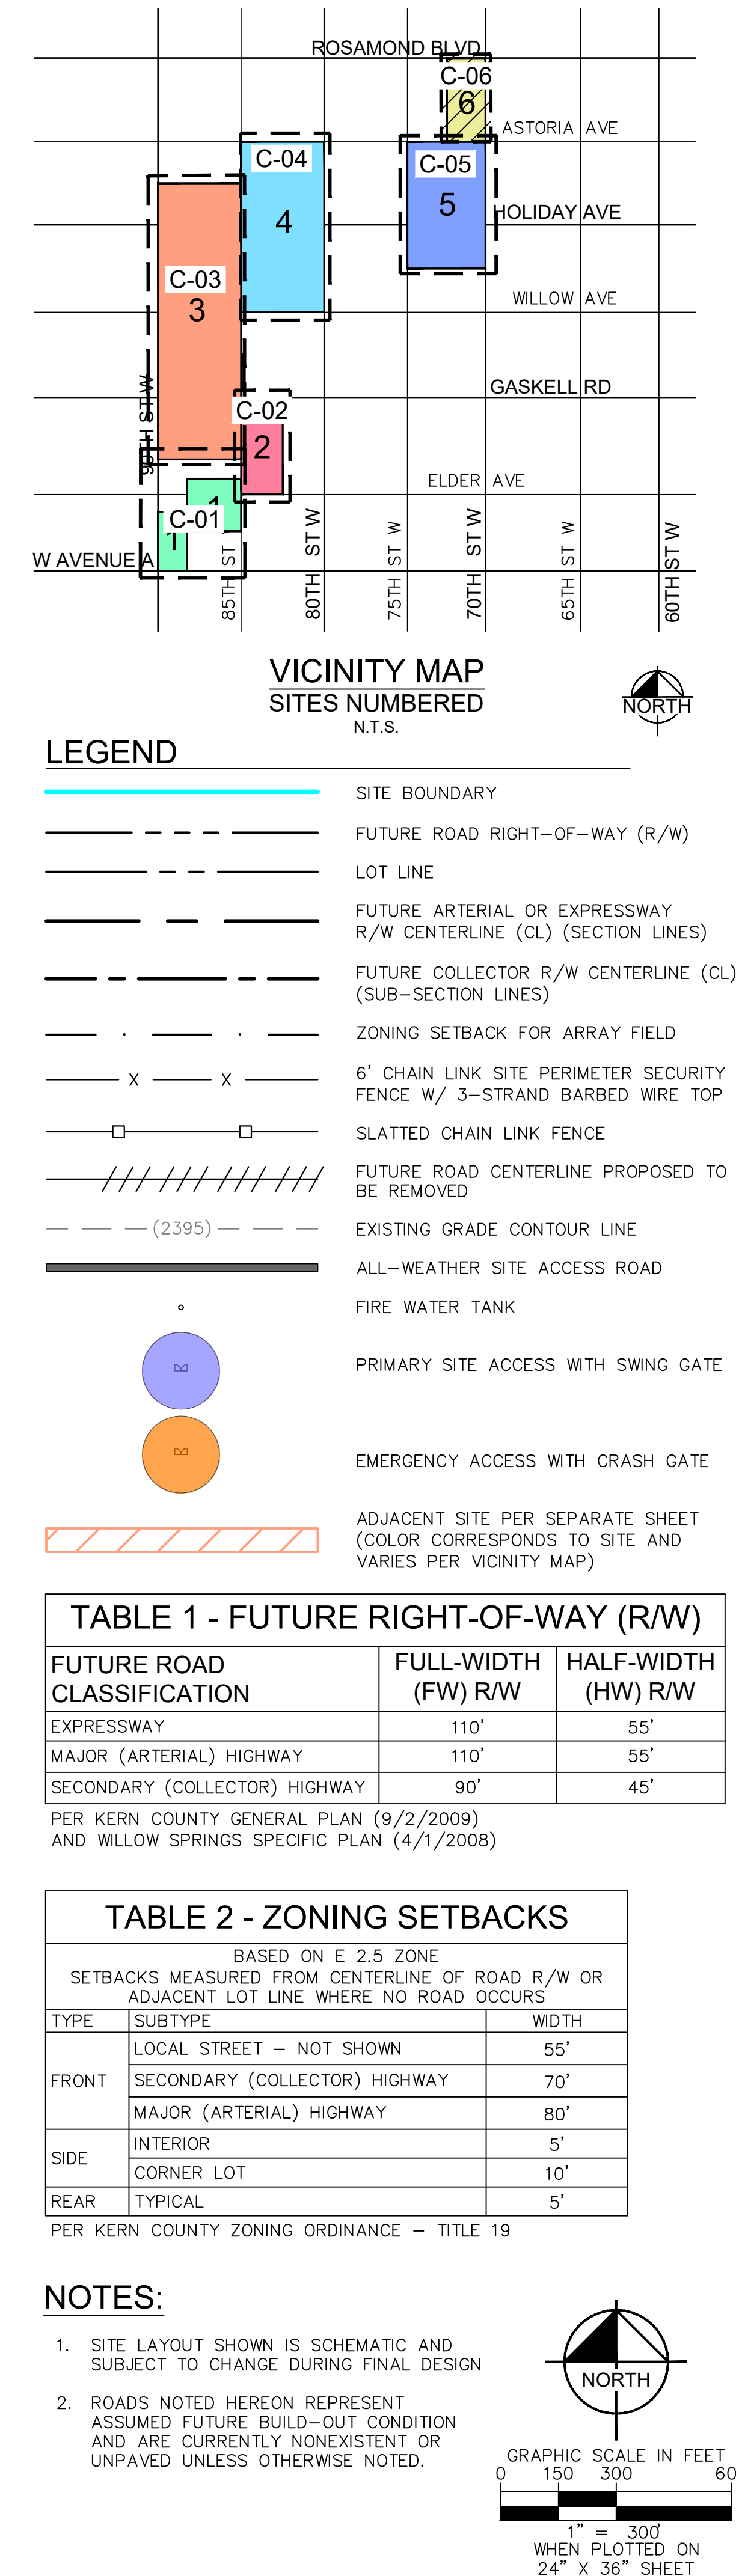 ROSAMOND BLVD
C-06
6
ASTORIA AVE
C-04
C-05
4
5
HOLIDAY AVE
C-03
3
WILLOW AVE
90TH ST W
GASKELL RD
C-02
2
ELDER AVE
1
C-01
1
W AVENUE A
85TH ST
80TH ST W
75TH ST W
70TH ST W
65TH ST W
60TH ST W
VICINITY MAP
SITES NUMBERED
N.T.S.
NORTH
LEGEND
SITE BOUNDARY
FUTURE ROAD RIGHT-OF-WAY (R/W)
LOT LINE
FUTURE ARTERIAL OR EXPRESSWAY
R/W CENTERLINE (CL) (SECTION LINES)
FUTURE COLLECTOR R/W CENTERLINE (CL)
(SUB-SECTION LINES)
ZONING SETBACK FOR ARRAY FIELD
X X
6' CHAIN LINK SITE PERIMETER SECURITY
FENCE W/ 3-STRAND BARBED WIRE TOP
SLATTED CHAIN LINK FENCE
FUTURE ROAD CENTERLINE PROPOSED TO
BE REMOVED
(2395)
EXISTING GRADE CONTOUR LINE
ALL-WEATHER SITE ACCESS ROAD
FIRE WATER TANK
PRIMARY SITE ACCESS WITH SWING GATE
EMERGENCY ACCESS WITH CRASH GATE
ADJACENT SITE PER SEPARATE SHEET
(COLOR CORRESPONDS TO SITE AND
VARIES PER VICINITY MAP)
TABLE 1 - FUTURE RIGHT-OF-WAY (R/W)
FUTURE ROAD CLASSIFICATION FULL-WIDTH (FW) R/W HALF-WIDTH (HW) R/W
EXPRESSWAY 110' 55'
MAJOR (ARTERIAL) HIGHWAY 110' 55'
SECONDARY (COLLECTOR) HIGHWAY 90' 45'
PER KERN COUNTY GENERAL PLAN (9/2/2009)
AND WILLOW SPRINGS SPECIFIC PLAN (4/1/2008)
TABLE 2 - ZONING SETBACKS
BASED ON E 2.5 ZONE
SETBACKS MEASURED FROM CENTERLINE OF ROAD R/W OR
ADJACENT LOT LINE WHERE NO ROAD OCCURS
TYPE SUBTYPE WIDTH
LOCAL STREET - NOT SHOWN 55'
FRONT SECONDARY (COLLECTOR) HIGHWAY 70'
MAJOR (ARTERIAL) HIGHWAY 80'
SIDE INTERIOR 5'
CORNER LOT 10'
REAR TYPICAL 5'
PER KERN COUNTY ZONING ORDINANCE - TITLE 19
NOTES:
1. SITE LAYOUT SHOWN IS SCHEMATIC AND
SUBJECT TO CHANGE DURING FINAL DESIGN
2. ROADS NOTED HEREON REPRESENT
ASSUMED FUTURE BUILD-OUT CONDITION
AND ARE CURRENTLY NONEXISTENT OR
UNPAVED UNLESS OTHERWISE NOTED.
NORTH
GRAPHIC SCALE IN FEET
0 150 300 60
1" = 300'
WHEN PLOTTED ON
24" X 36" SHEET